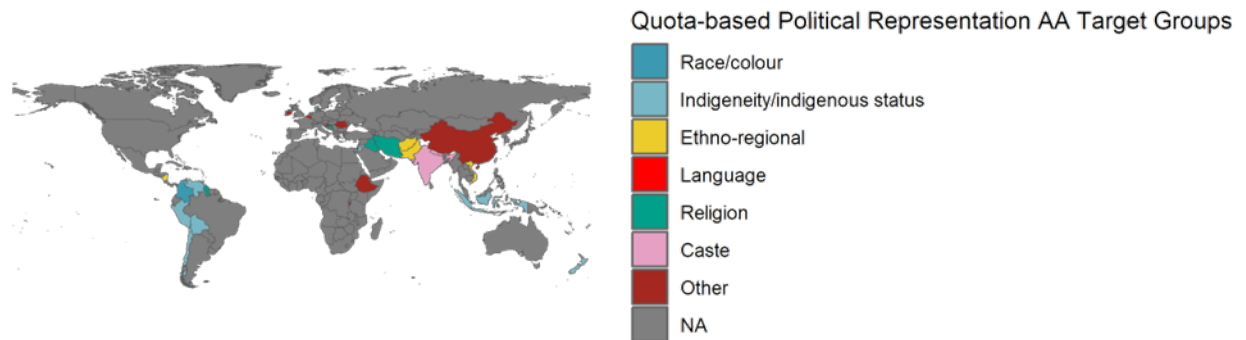 Quota-based Political Representation AA Target Groups
Race/colour
Indigeneity/indigenous status
Ethno-regional
Language
Religion
Caste
Other
NA